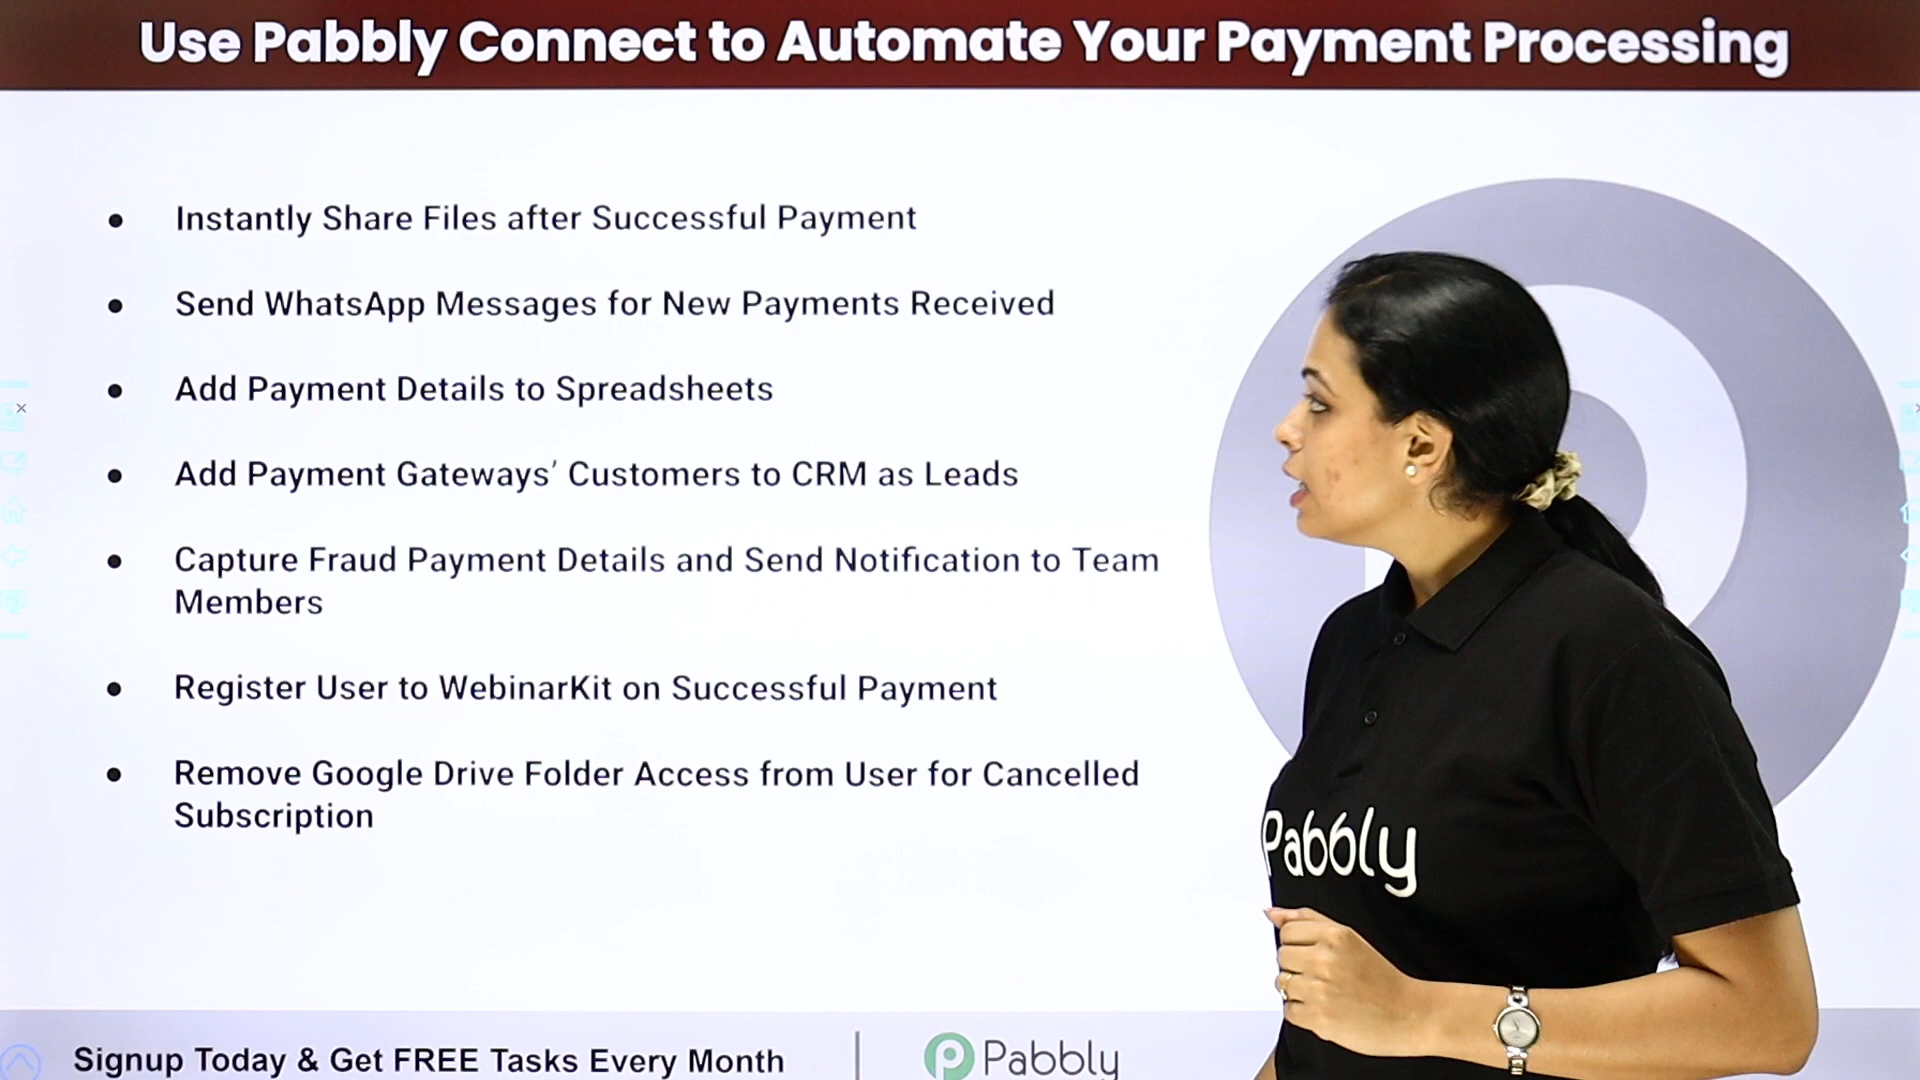 Use Pabbly Connect to Automate Your Payment Processing
Instantly Share Files after Successful Payment
Send WhatsApp Messages for New Payments Received
Add Payment Details to Spreadsheets
Add Payment Gateways’ Customers to CRM as Leads
Capture Fraud Payment Details and Send Notification to Team
Members
Register User to WebinarKit on Successful Payment
Remove Google Drive Folder Access from User for Cancelled
Subscription
Pabbly
Signup Today & Get FREE Tasks Every Month
Pabbly